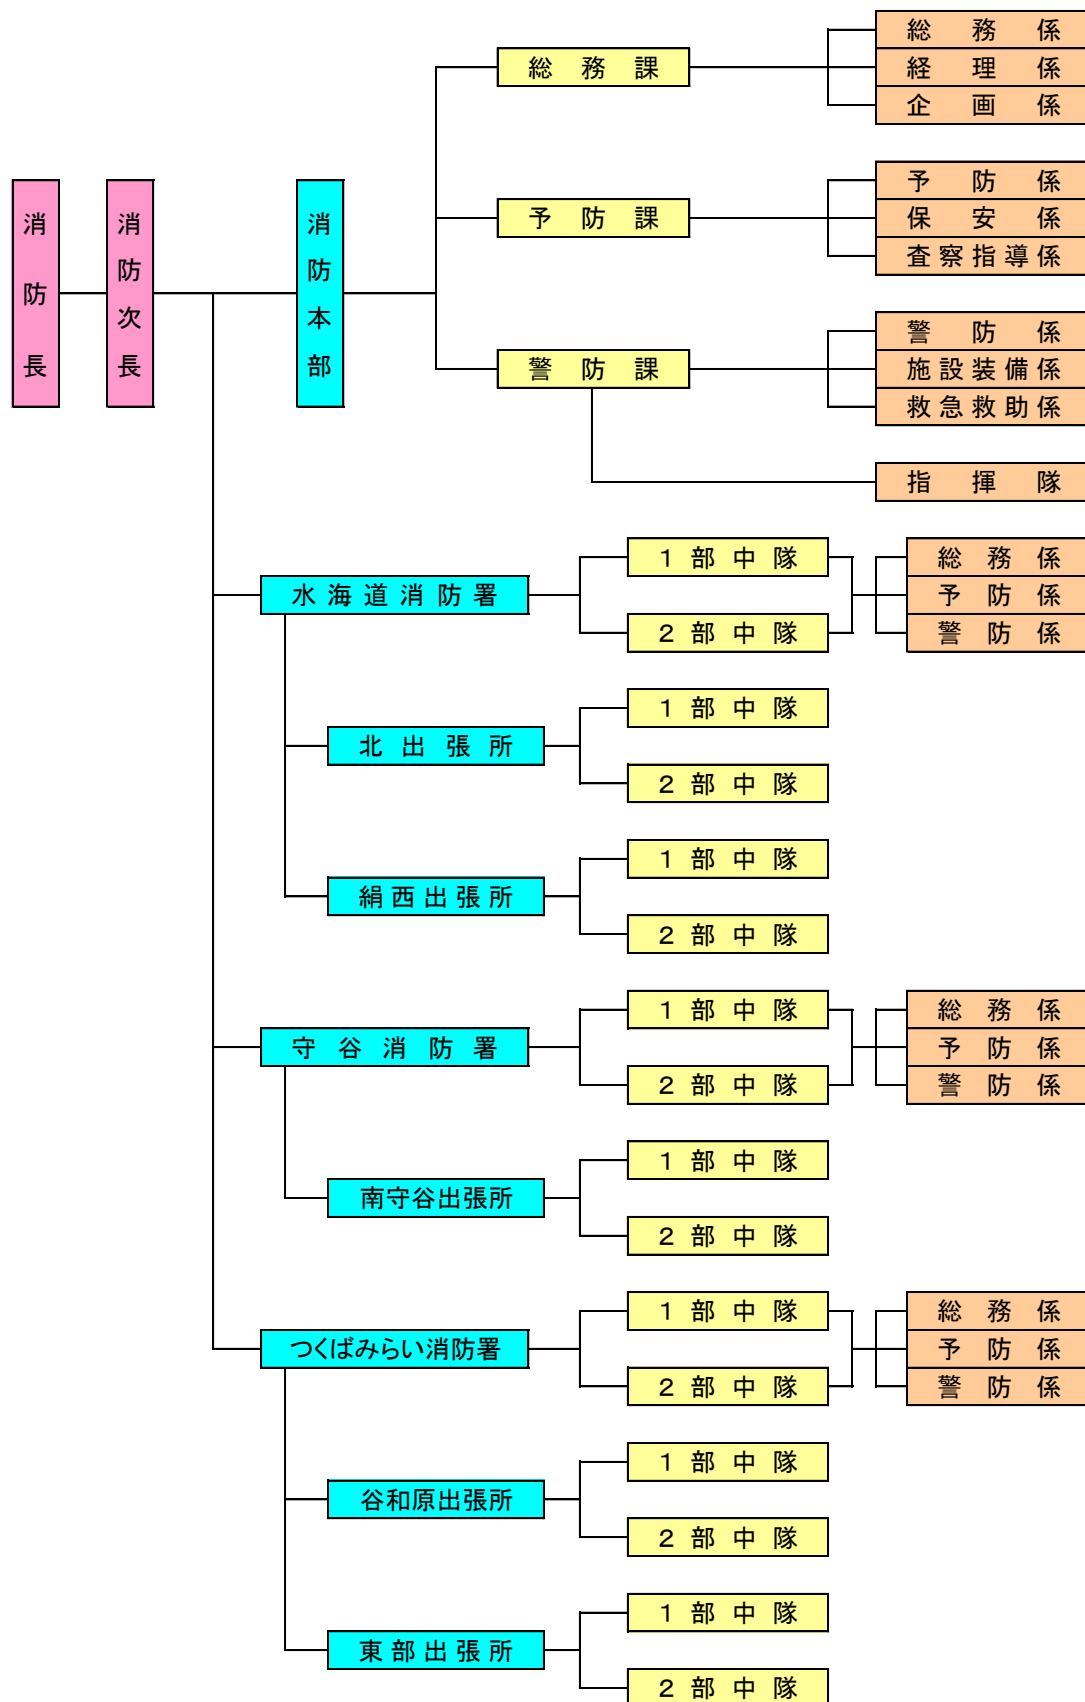 消防長
消防次長
消防本部
総務課
総務係
経理係
企画係
予防課
予防係
保安係
査察指導係
警防課
警防係
施設装備係
救急救助係
指揮隊
水海道消防署
1部中隊
2部中隊
総務係
予防係
警防係
北出張所
1部中隊
2部中隊
絹西出張所
1部中隊
2部中隊
守谷消防署
1部中隊
2部中隊
総務係
予防係
警防係
南守谷出張所
1部中隊
2部中隊
つくばみらい消防署
1部中隊
2部中隊
総務係
予防係
警防係
谷和原出張所
1部中隊
2部中隊
東部出張所
1部中隊
2部中隊